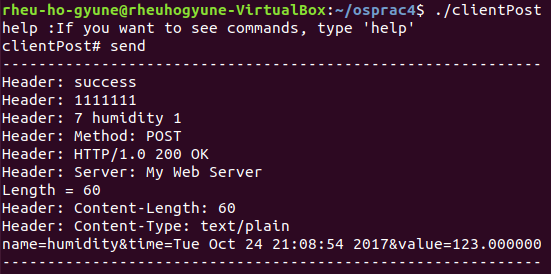 rheu-ho-gyune@rheuhogyune-VirtualBox:~/osprac4$ ./clientPost
help :If you want to see commands, type 'help'
clientPost# send
------------------------------------------------------------
Header: success
Header: 1111111
Header: 7 humidity 1
Header: Method: POST
Header: HTTP/1.0 200 OK
Header: Server: My Web Server
Length = 60
Header: Content-Length: 60
Header: Content-Type: text/plain
name=humidity&time=Tue Oct 24 21:08:54 2017&value=123.000000
------------------------------------------------------------